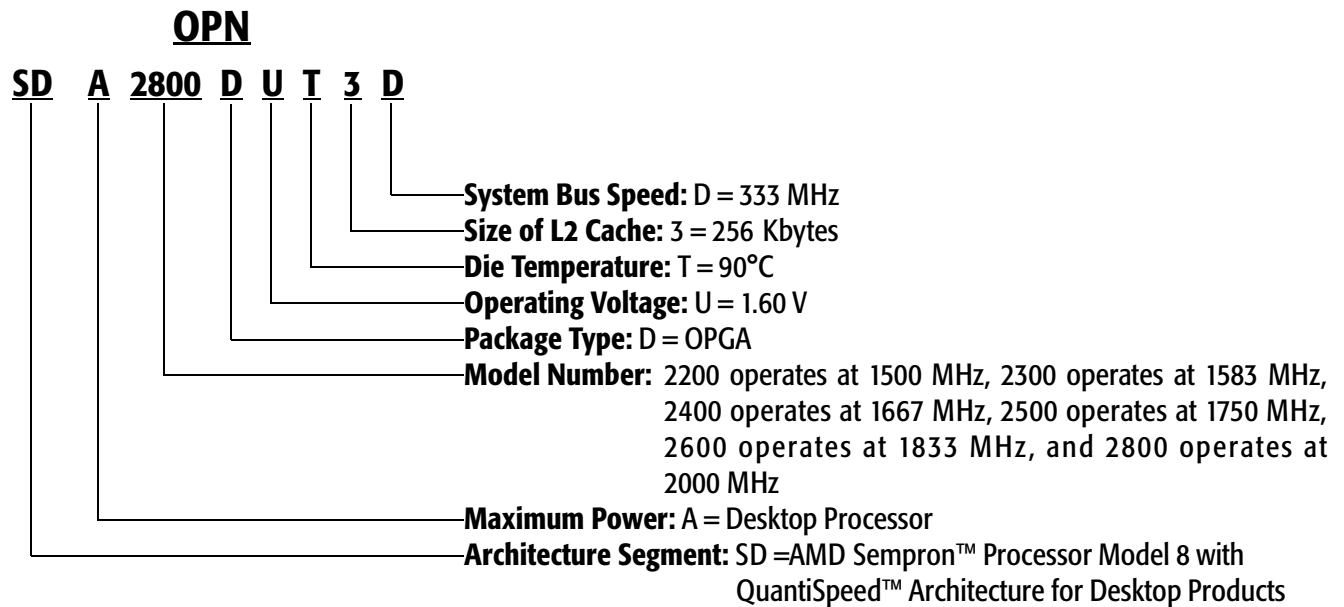 OPN
SD A 2800 D U T 3 D
System Bus Speed: D = 333 MHz
Size of L2 Cache: 3 = 256 Kbytes
Die Temperature: T = 90°C
Operating Voltage: U = 1.60 V
Package Type: D = OPGA
Model Number: 2200 operates at 1500 MHz, 2300 operates at 1583 MHz,
2400 operates at 1667 MHz, 2500 operates at 1750 MHz,
2600 operates at 1833 MHz, and 2800 operates at
2000 MHz
Maximum Power: A = Desktop Processor
Architecture Segment: SD =AMD Sempron™ Processor Model 8 with
QuantiSpeed™ Architecture for Desktop Products